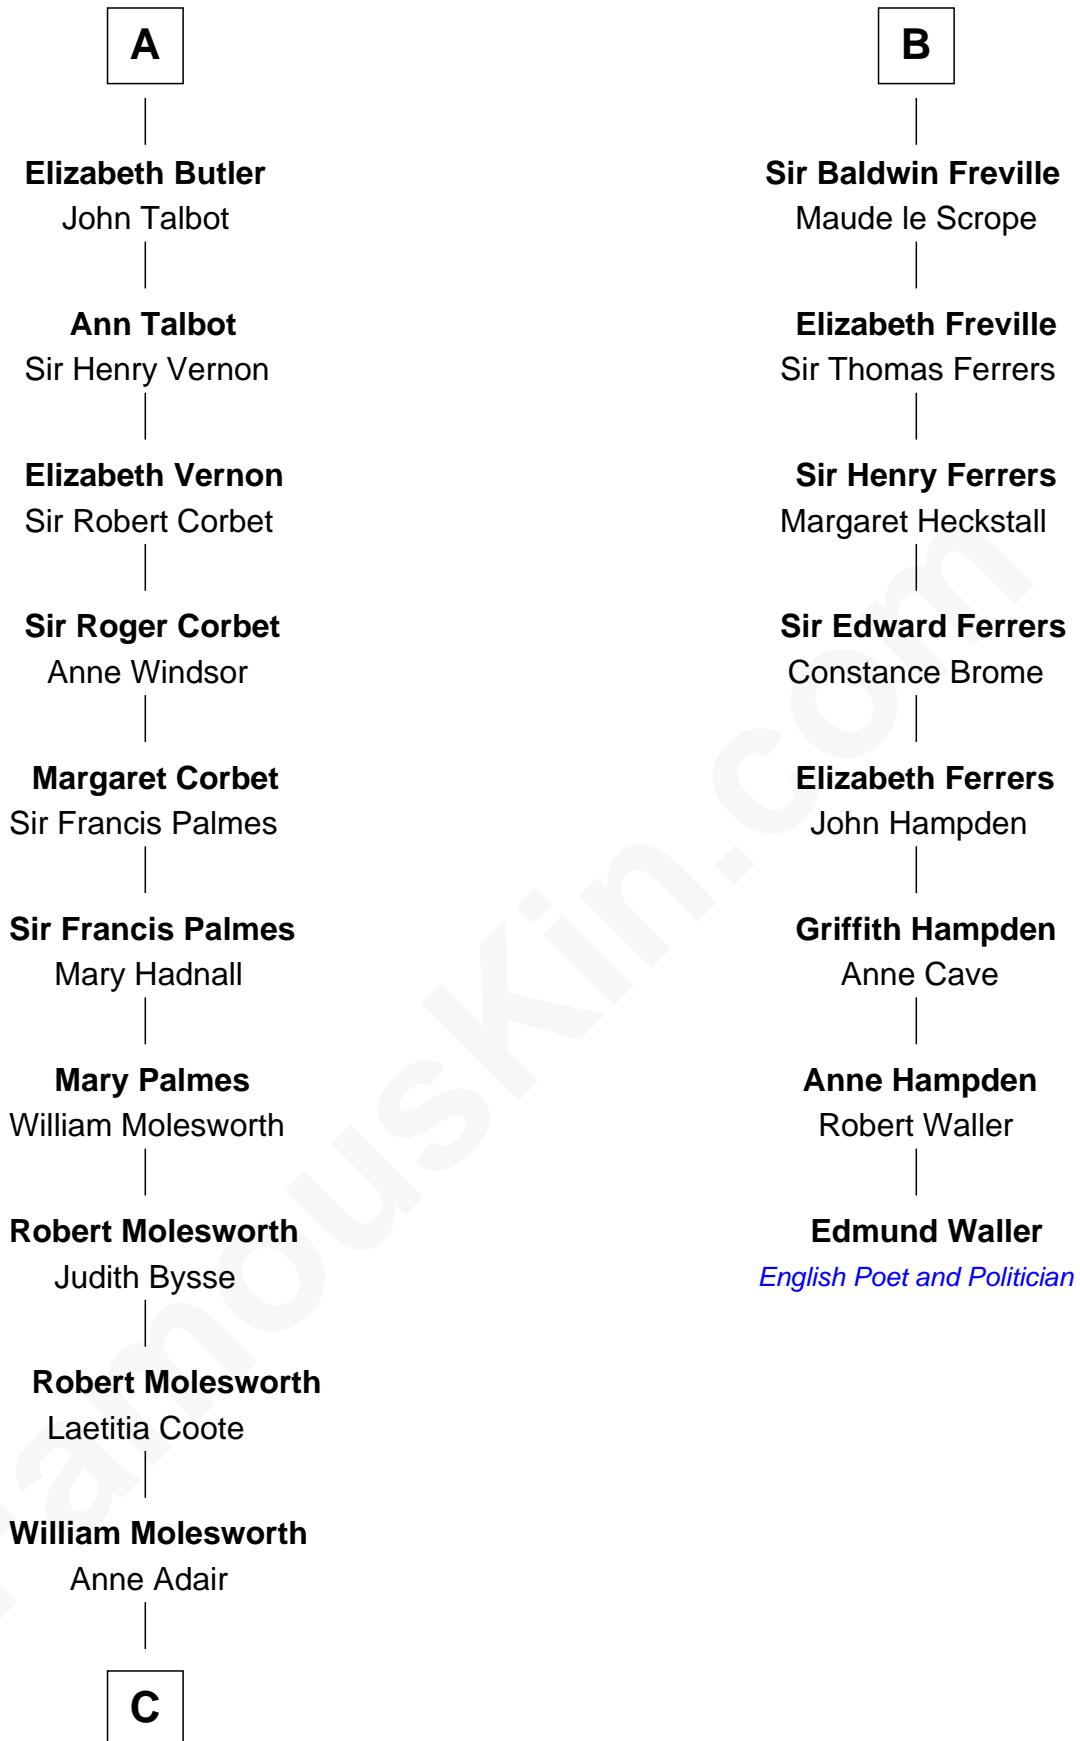 A
Elizabeth Butler
John Talbot
Ann Talbot
Sir Henry Vernon
Elizabeth Vernon
Sir Robert Corbet
Sir Roger Corbet
Anne Windsor
Margaret Corbet
Sir Francis Palmes
Sir Francis Palmes
Mary Hadnall
Mary Palmes
William Molesworth
Robert Molesworth
Judith Bysse
Robert Molesworth
Laetitia Coote
William Molesworth
Anne Adair
C
B
Sir Baldwin Freville
Maude le Scrope
Elizabeth Freville
Sir Thomas Ferrers
Sir Henry Ferrers
Margaret Heckstall
Sir Edward Ferrers
Constance Brome
Elizabeth Ferrers
John Hampden
Griffith Hampden
Anne Cave
Anne Hampden
Robert Waller
Edmund Waller
English Poet and Politician
FamousKin.com